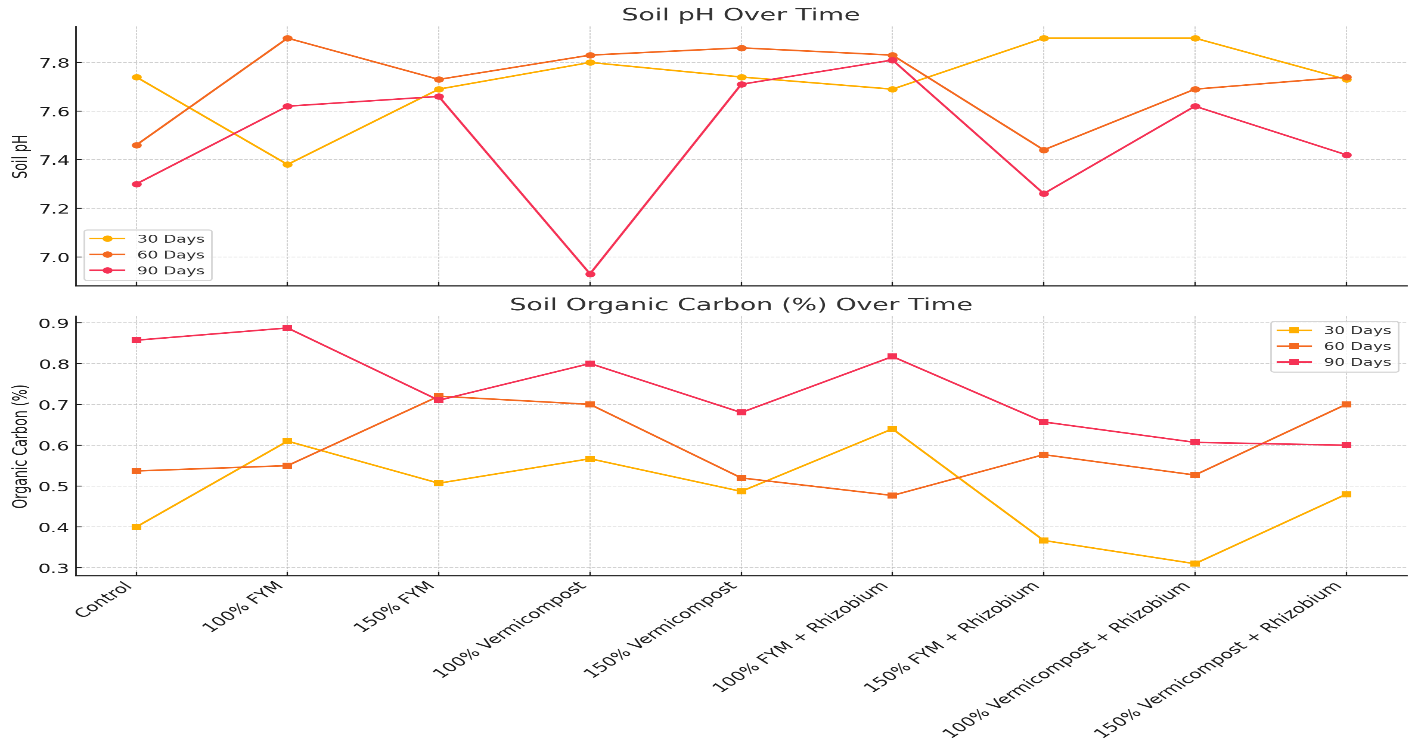 Soil pH Over Time
Soil pH
7.8
7.6
7.4
7.2
7.0
30 Days
60 Days
90 Days
Soil Organic Carbon (%) Over Time
Organic Carbon (%)
0.9
0.8
0.7
0.6
0.5
0.4
0.3
30 Days
60 Days
90 Days
Control
100% FYM
150% FYM
100% Vermicompost
150% Vermicompost
100% FYM + Rhizobium
150% FYM + Rhizobium
100% Vermicompost + Rhizobium
150% Vermicompost + Rhizobium